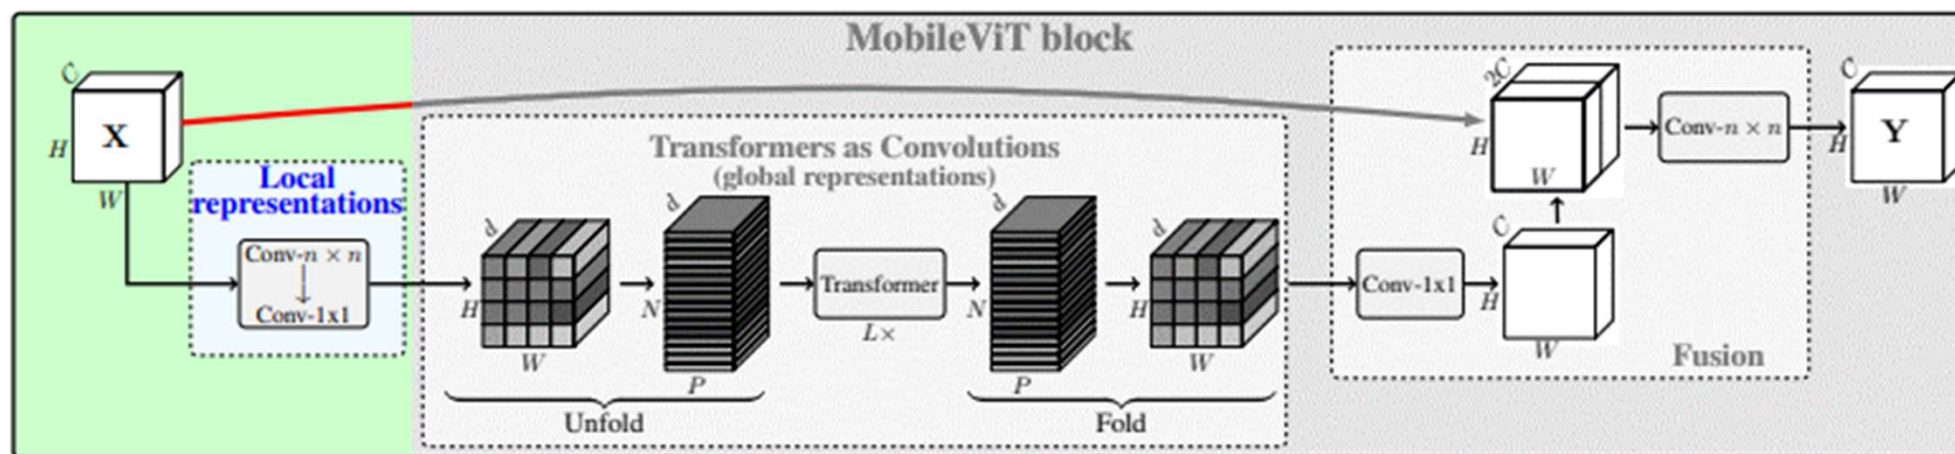 MobileViT block
C
X
H
W
Local
representations
Conv-n × n
Conv-1x1
Transformers as Convolutions
(global representations)
d
H
W
d
N
P
Unfold
Transformer
L×
d
N
P
d
H
W
Fold
Conv-1x1
C
H
W
2C
H
W
Conv-n × n
Fusion
C
H
Y
W